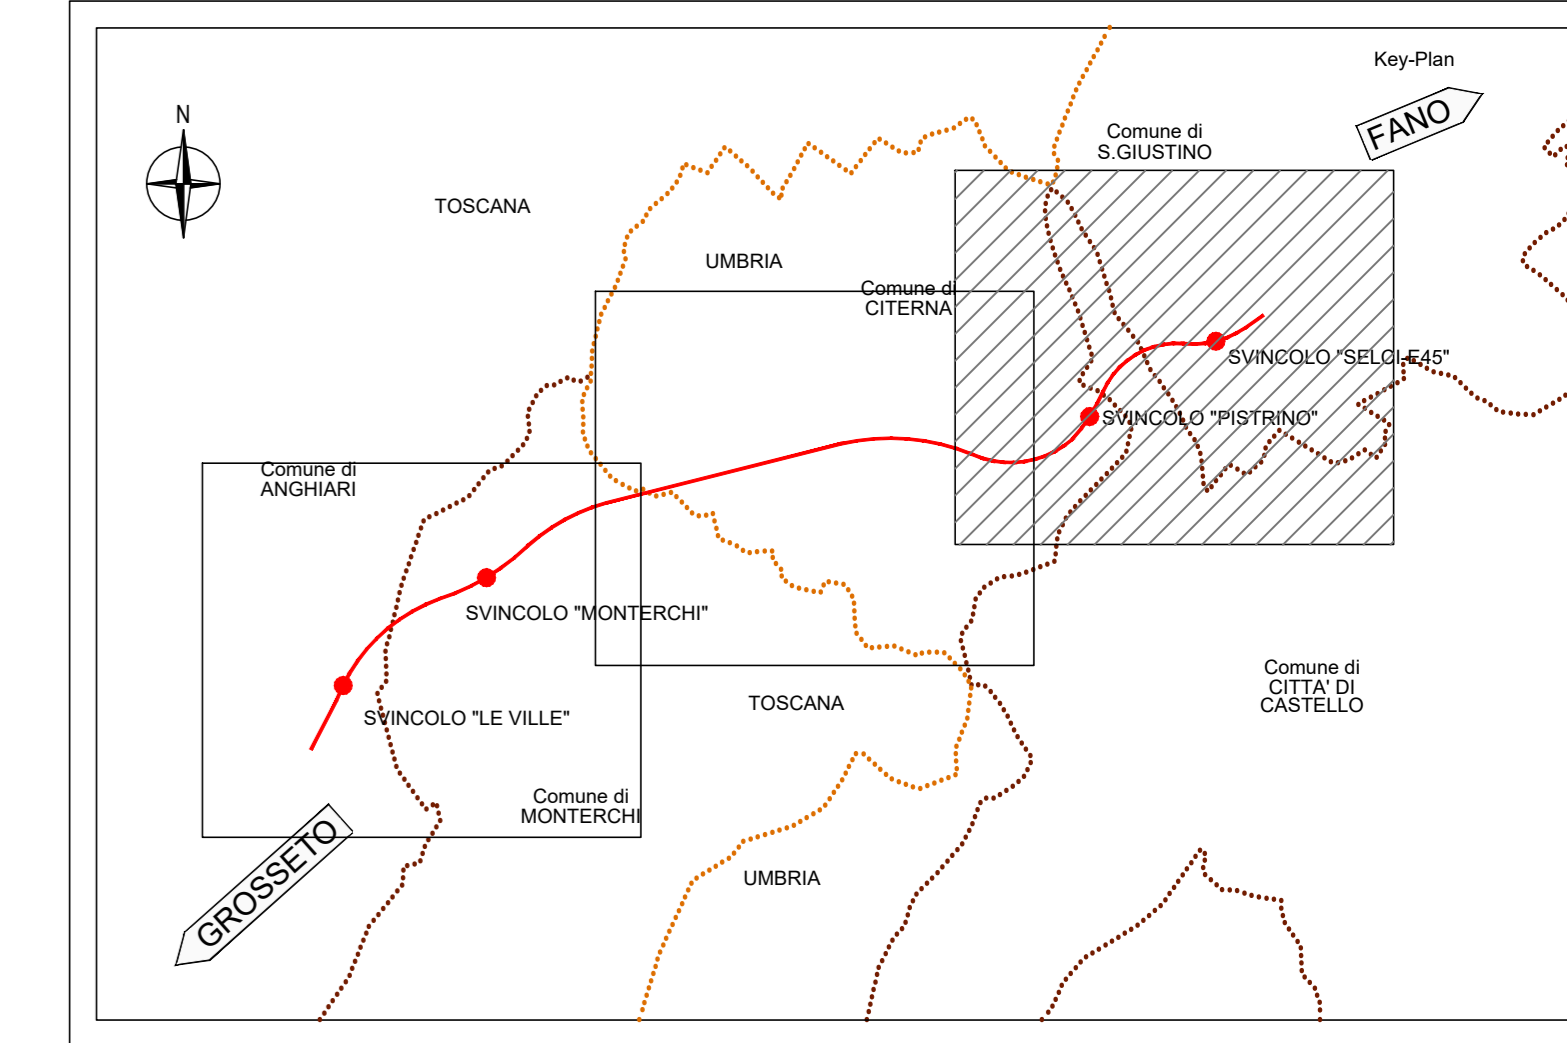 Key-Plan
N
FANO
Comune di
S.GIUSTINO
TOSCANA
UMBRIA
Comune di
CITERNA
SVINCOLO "SELCI-E45"
SVINCOLO "PISTRINO"
Comune di
ANGHIARI
SVINCOLO "MONTERCHI"
Comune di
CITTA' DI
CASTELLO
TOSCANA
SVINCOLO "LE VILLE"
Comune di
MONTERCHI
GROSSETO
UMBRIA